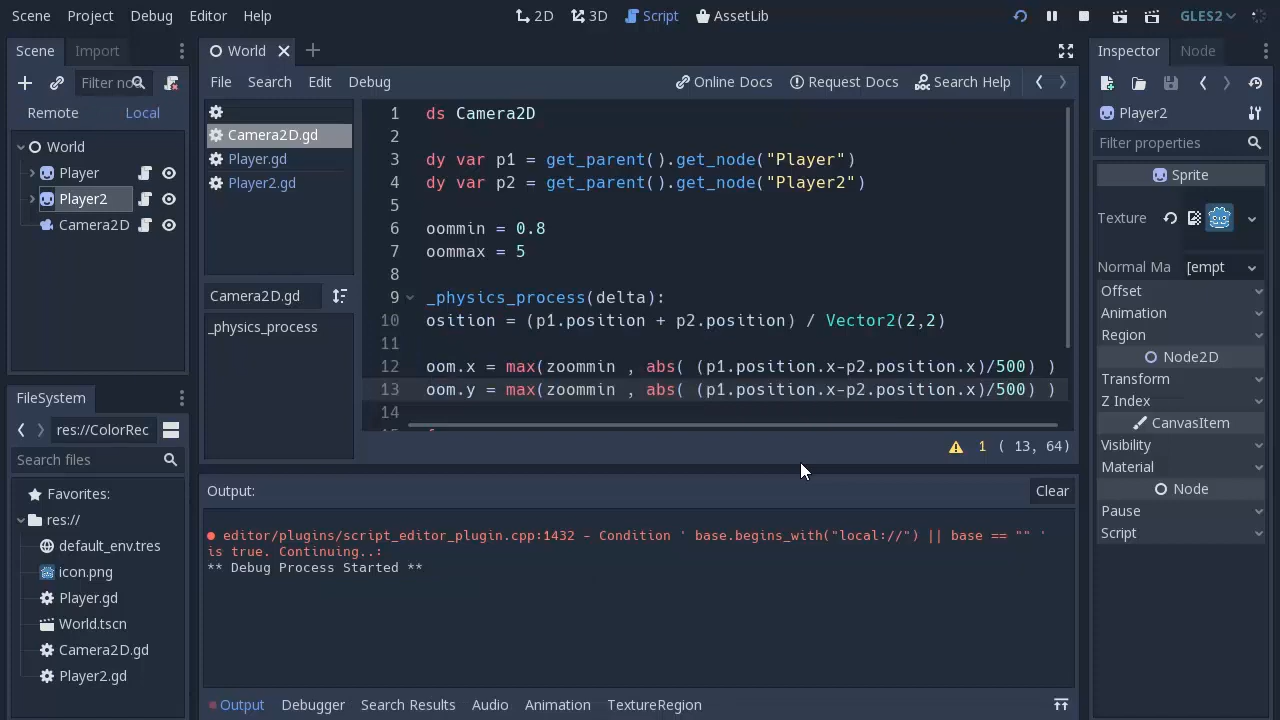 Scene Project Debug Editor Help 2D 3D Script AssetLib GLES2
Scene Import World Inspector Node
Filter no File Search Edit Debug Online Docs Request Docs Search Help
Remote Local Player2
Filter properties
World
Player
Player2
Camera2D
Camera2D.gd
Player.gd
Player2.gd
Camera2D.gd
_physics_process
1 ds Camera2D
2
3 dy var p1 = get_parent().get_node("Player")
4 dy var p2 = get_parent().get_node("Player2")
5
6 oommin = 0.8
7 oommax = 5
8
9 _physics_process(delta):
10 osition = (p1.position + p2.position) / Vector2(2,2)
11
12 oom.x = max(zoommin , abs( (p1.position.x-p2.position.x)/500) )
13 oom.y = max(zoommin , abs( (p1.position.x-p2.position.x)/500) )
14
1 ( 13, 64)
Sprite
Texture
Normal Ma [empt
Offset
Animation
Region
Node2D
Transform
Z Index
CanvasItem
Visibility
Material
Node
Pause
Script
FileSystem
res://ColorRec
Search files
Favorites:
res://
default_env.tres
icon.png
Player.gd
World.tscn
Camera2D.gd
Player2.gd
Output: Clear
editor/plugins/script_editor_plugin.cpp:1432 - Condition ' base.begins_with("local://") || base == "" '
is true. Continuing..:
** Debug Process Started **
Output Debugger Search Results Audio Animation TextureRegion